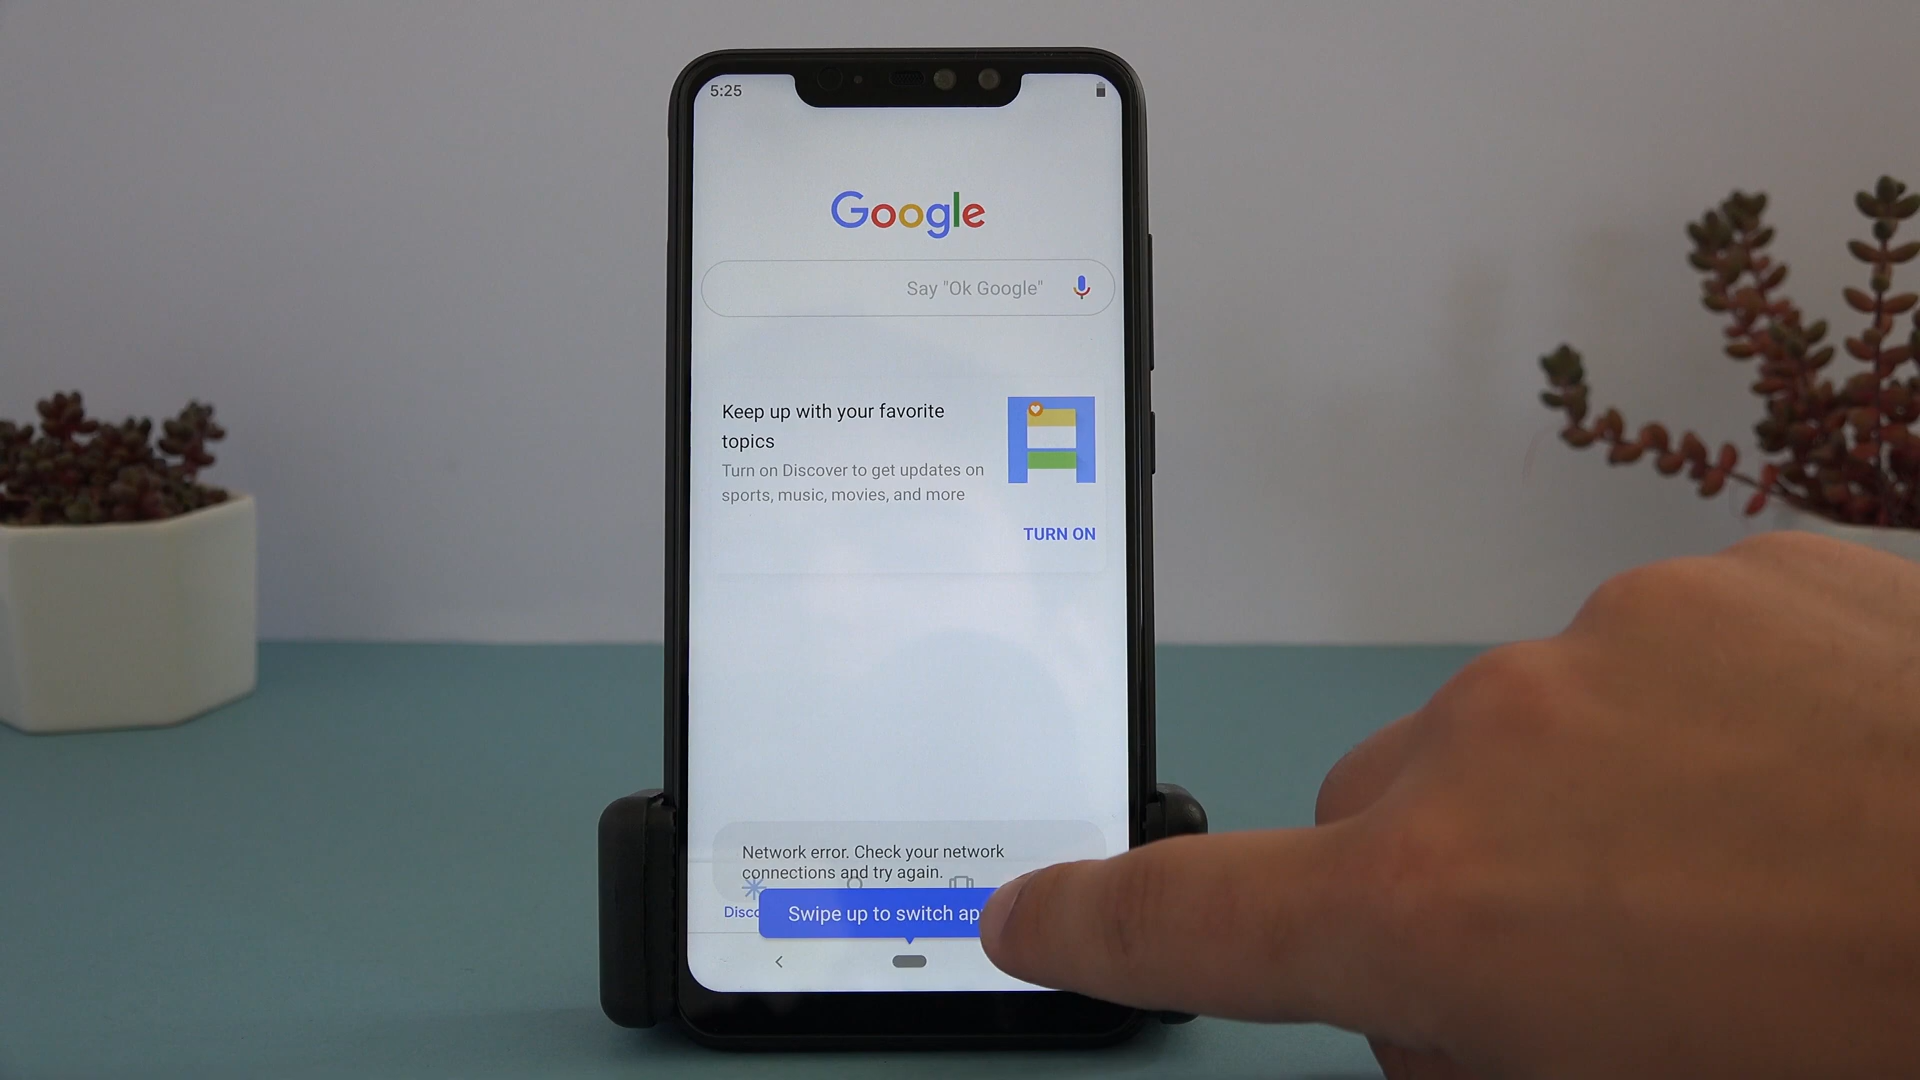 5:25
Google
Say "Ok Google"
Keep up with your favorite
topics
Turn on Discover to get updates on
sports, music, movies, and more
TURN ON
Network error. Check your network
connections and try again.
Swipe up to switch